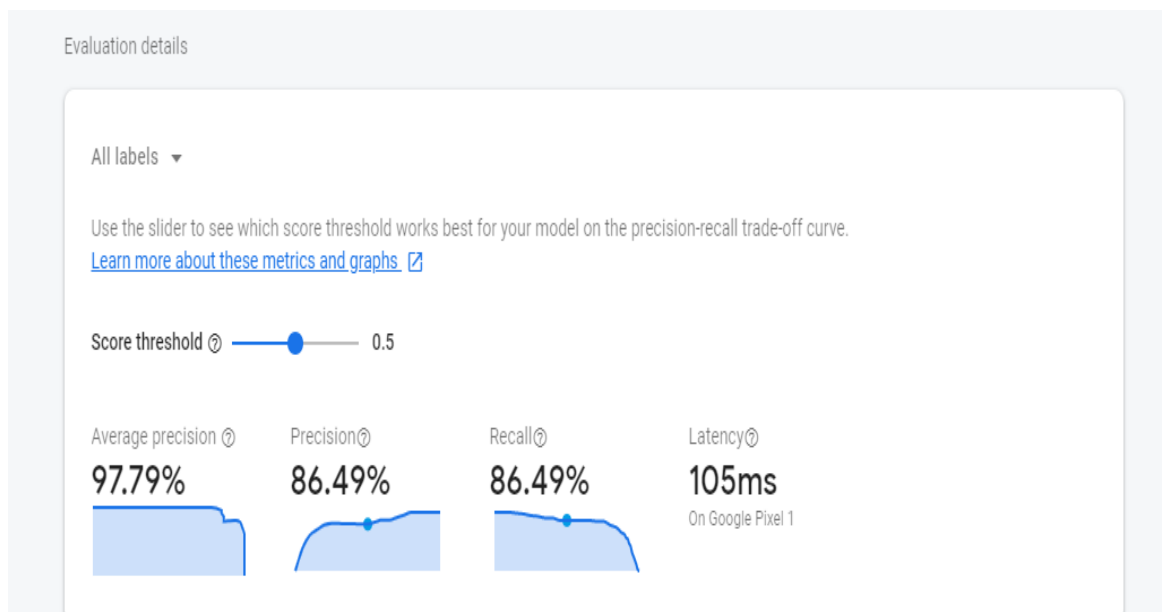 Evaluation details
All labels
Use the slider to see which score threshold works best for your model on the precision-recall trade-off curve.
Learn more about these metrics and graphs
Score threshold ? 0.5
Average precision ? Precision ? Recall ? Latency ?
97.79% 86.49% 86.49% 105ms
On Google Pixel 1